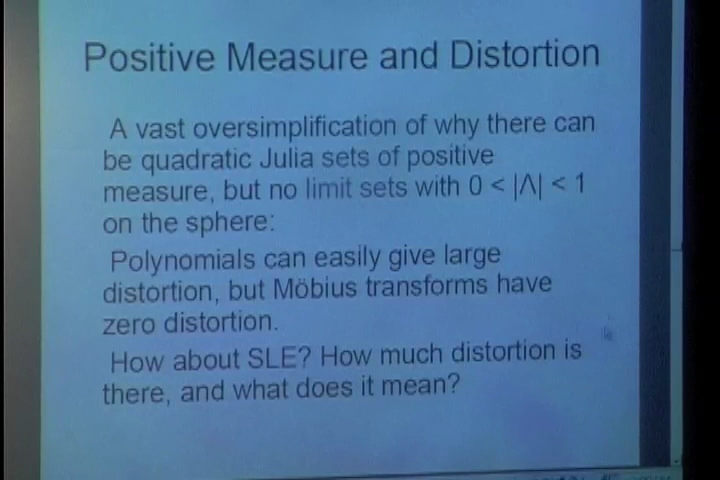 Positive Measure and Distortion
A vast oversimplification of why there can
be quadratic Julia sets of positive
measure, but no limit sets with 0 < |Λ| < 1
on the sphere:
Polynomials can easily give large
distortion, but Möbius transforms have
zero distortion.
How about SLE? How much distortion is
there, and what does it mean?